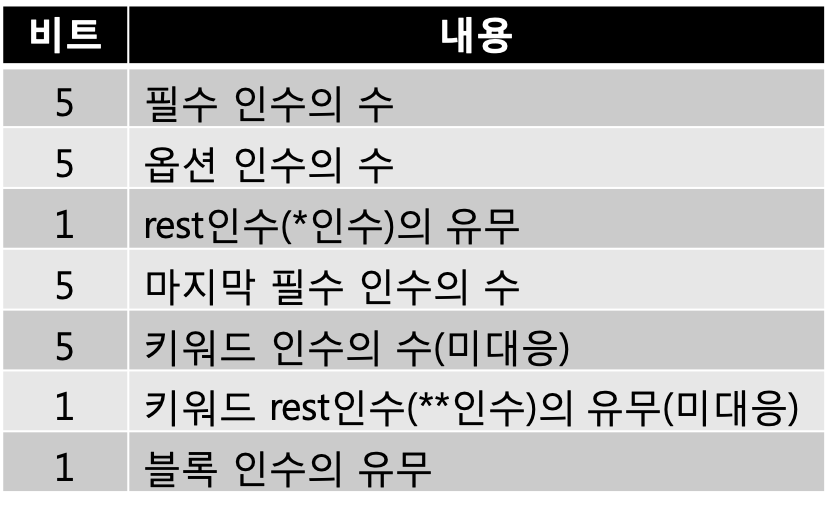 비트 내용
5 필수 인수의 수
5 옵션 인수의 수
1 rest인수(*인수)의 유무
5 마지막 필수 인수의 수
5 키워드 인수의 수(미대응)
1 키워드 rest인수(**인수)의 유무(미대응)
1 블록 인수의 유무